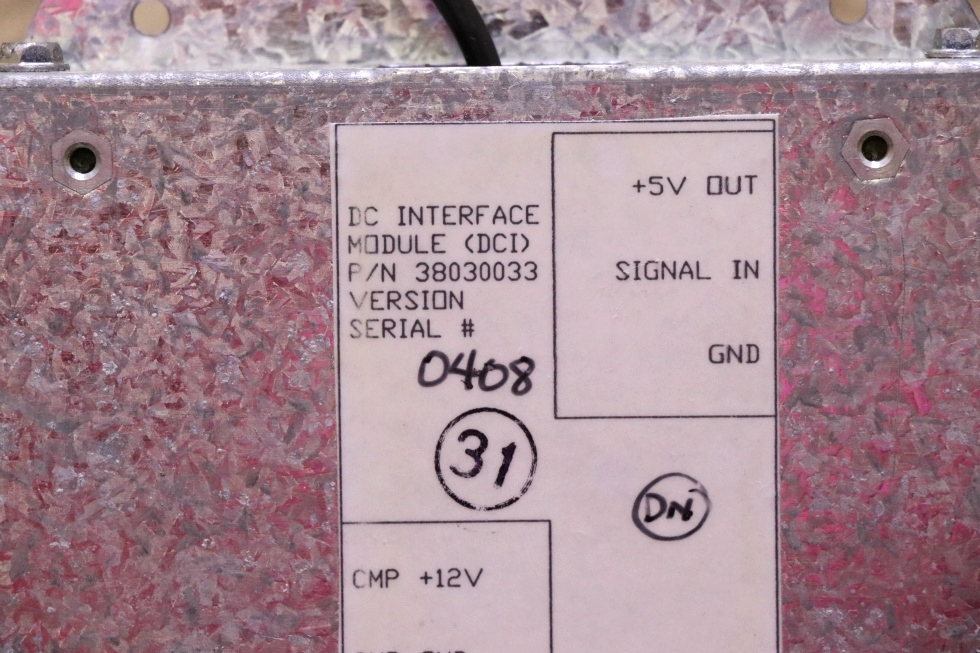 DC INTERFACE
MODULE (DCI)
P/N 38030033
VERSION
SERIAL #
0408
31
+5V OUT
SIGNAL IN
GND
DN
CMP +12V